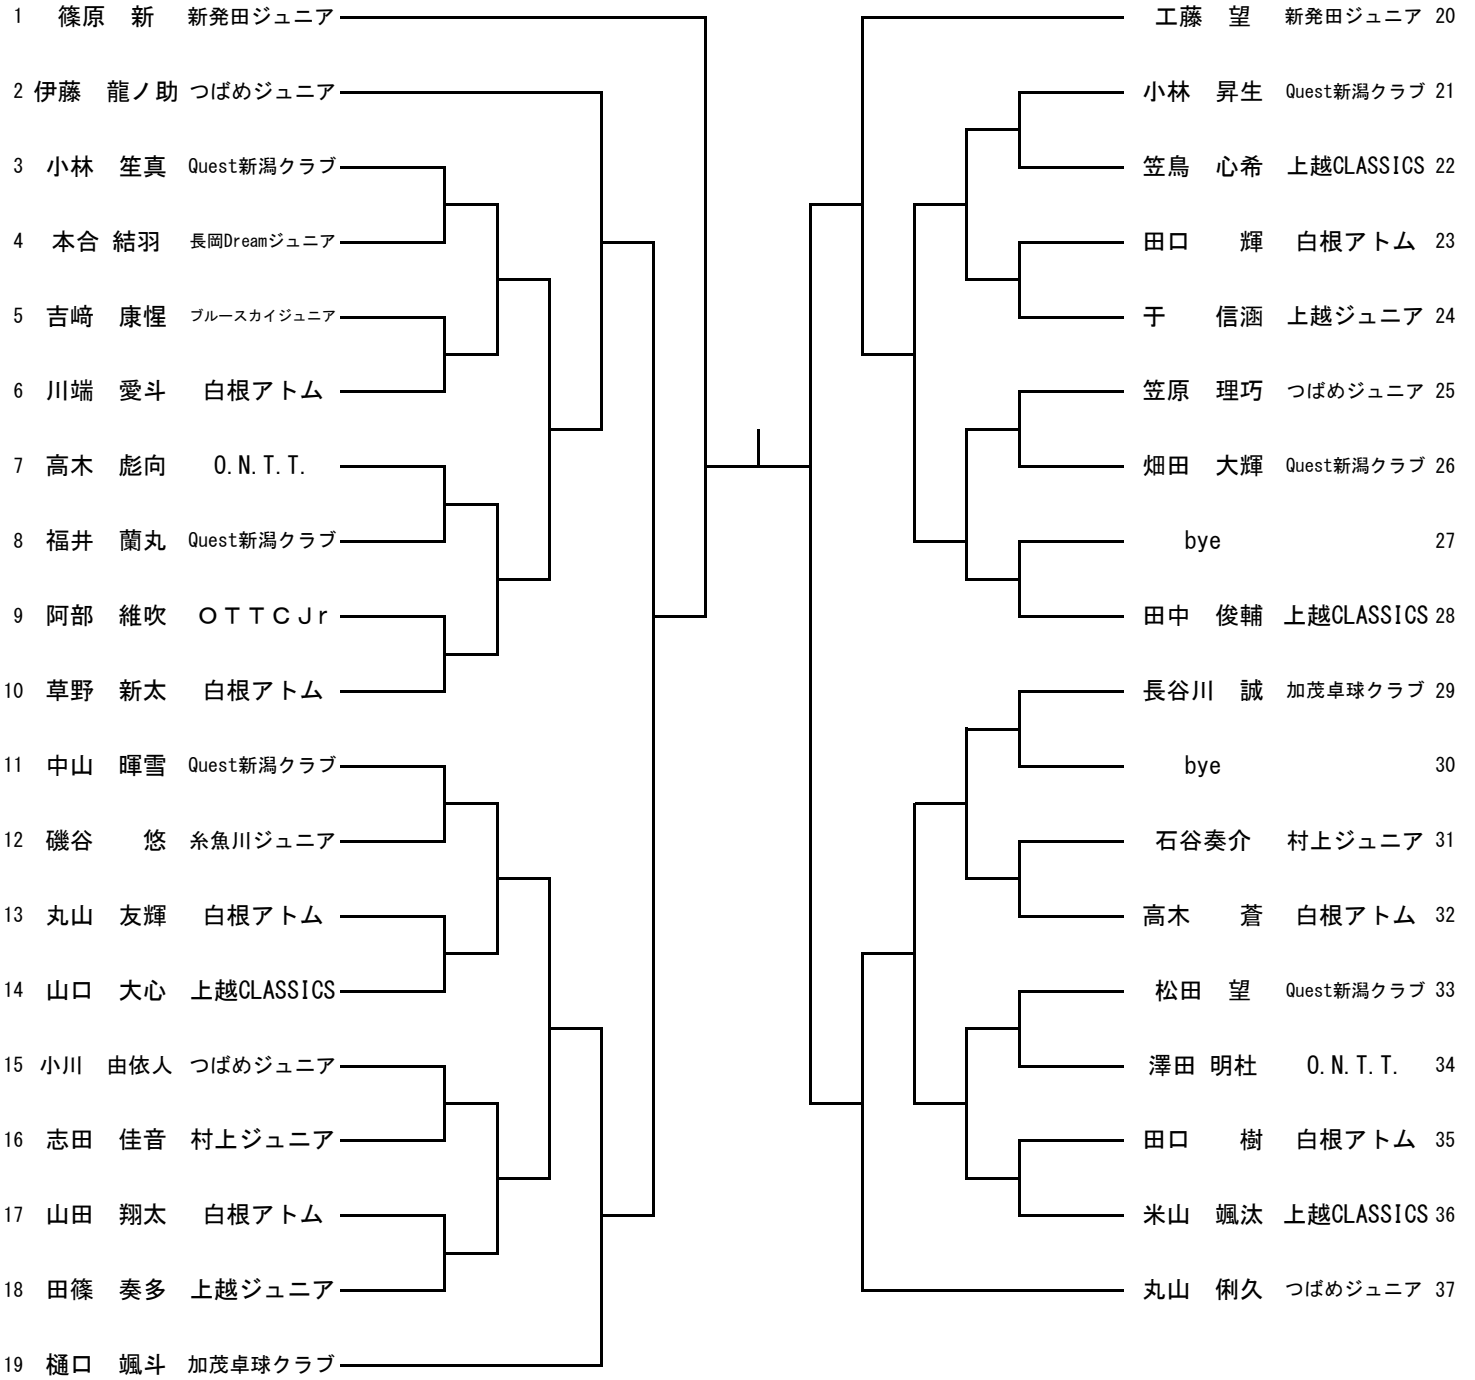 1 篠原 新 新発田ジュニア
2 伊藤 龍ノ助 つばめジュニア
3 小林 笙真 Quest新潟クラブ
4 本合 結羽 長岡Dreamジュニア
5 吉﨑 康惺 ブルースカイジュニア
6 川端 愛斗 白根アトム
7 高木 彪向 O.N.T.T.
8 福井 蘭丸 Quest新潟クラブ
9 阿部 維吹 ＯＴＴＣＪr
10 草野 新太 白根アトム
11 中山 暉雪 Quest新潟クラブ
12 磯谷 悠 糸魚川ジュニア
13 丸山 友輝 白根アトム
14 山口 大心 上越CLASSICS
15 小川 由依人 つばめジュニア
16 志田 佳音 村上ジュニア
17 山田 翔太 白根アトム
18 田篠 奏多 上越ジュニア
19 樋口 颯斗 加茂卓球クラブ
工藤 望 新発田ジュニア 20
小林 昇生 Quest新潟クラブ 21
笠鳥 心希 上越CLASSICS 22
田口 輝 白根アトム 23
于 信涵 上越ジュニア 24
笠原 理巧 つばめジュニア 25
畑田 大輝 Quest新潟クラブ 26
bye 27
田中 俊輔 上越CLASSICS 28
長谷川 誠 加茂卓球クラブ 29
bye 30
石谷奏介 村上ジュニア 31
高木 蒼 白根アトム 32
松田 望 Quest新潟クラブ 33
澤田 明杜 O.N.T.T. 34
田口 樹 白根アトム 35
米山 颯汰 上越CLASSICS 36
丸山 俐久 つばめジュニア 37